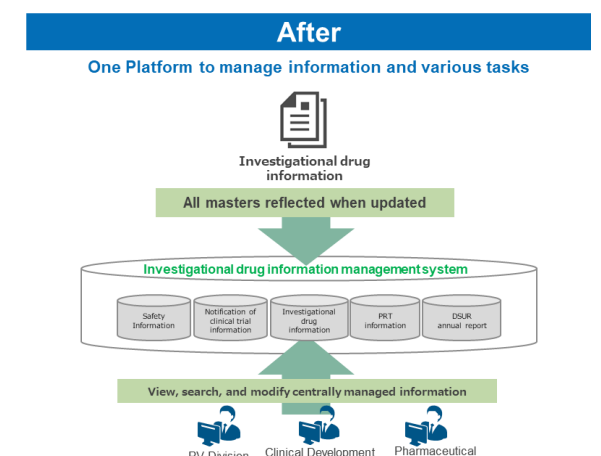 After
One Platform to manage information and various tasks
Investigational drug
information
All masters reflected when updated
Investigational drug information management system
Safety
Information
Notification of
clinical trial
information
Investigational
drug
information
PRT
information
DSUR
annual report
View, search, and modify centrally managed information
PV Division
Clinical Development
Pharmaceutical